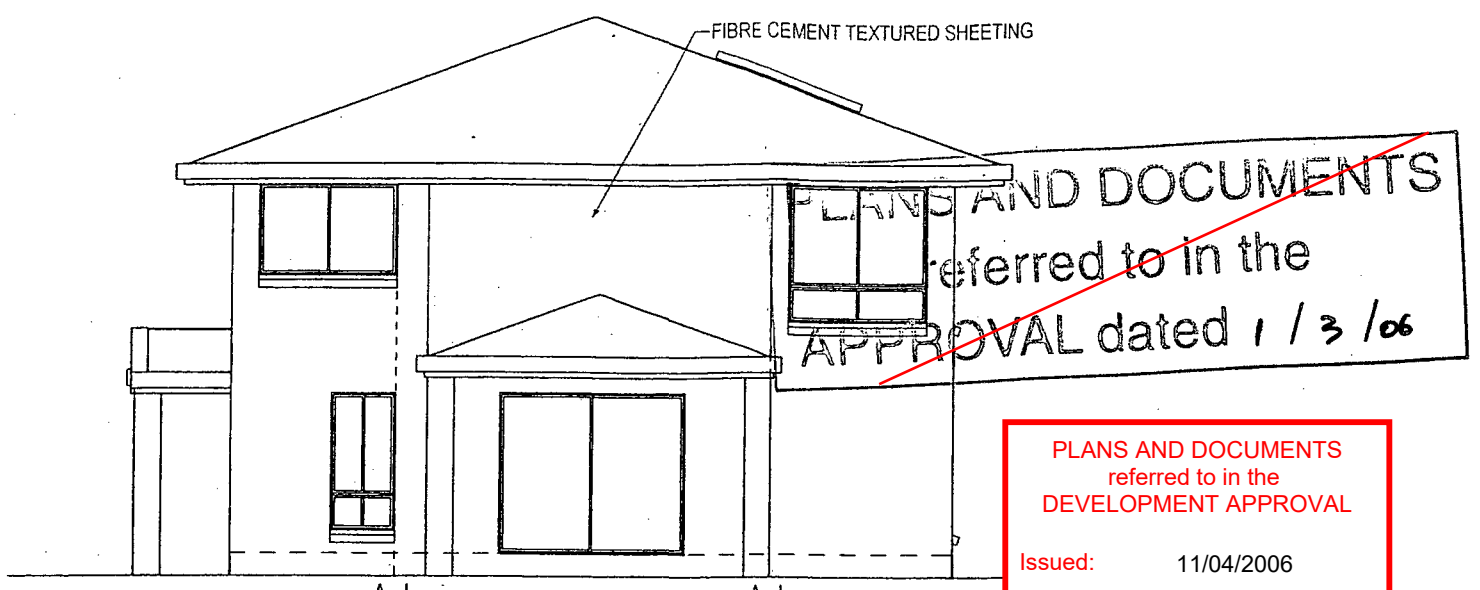 FIBRE CEMENT TEXTURED SHEETING
PLANS AND DOCUMENTS
referred to in the
APPROVAL dated 1 / 3 /06
PLANS AND DOCUMENTS
referred to in the
DEVELOPMENT APPROVAL
Issued: 11/04/2006